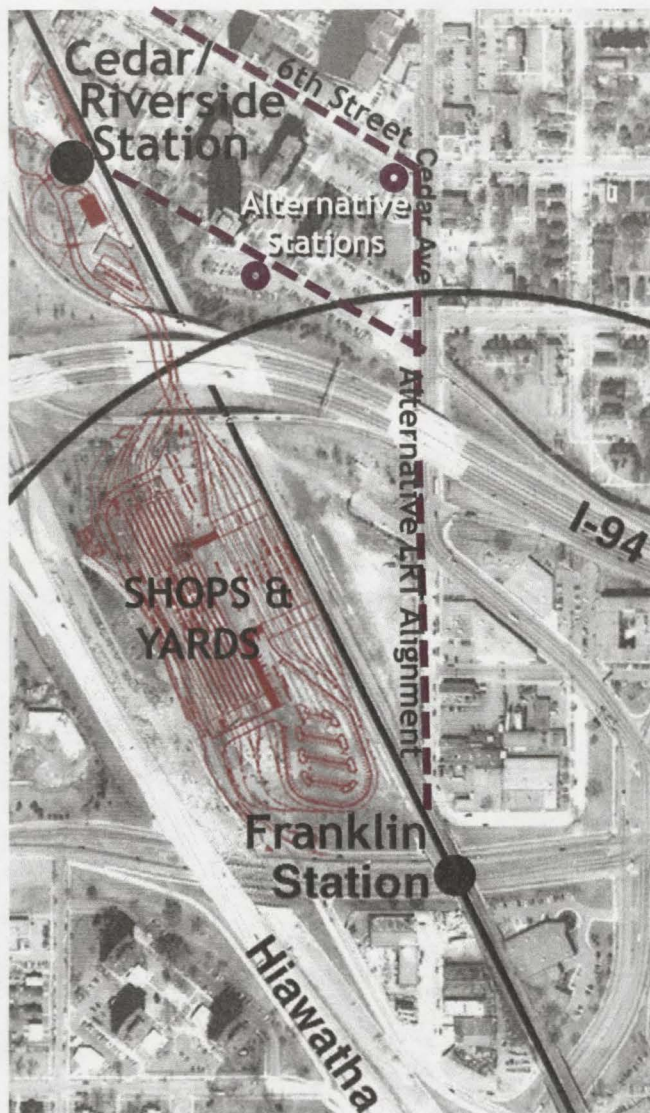 Cedar/
Riverside
Station
6th Street
Cedar Ave
Alternative
Stations
Alternative LRT Alignment
I-94
SHOPS &
YARDS
Franklin
Station
Hiawatha